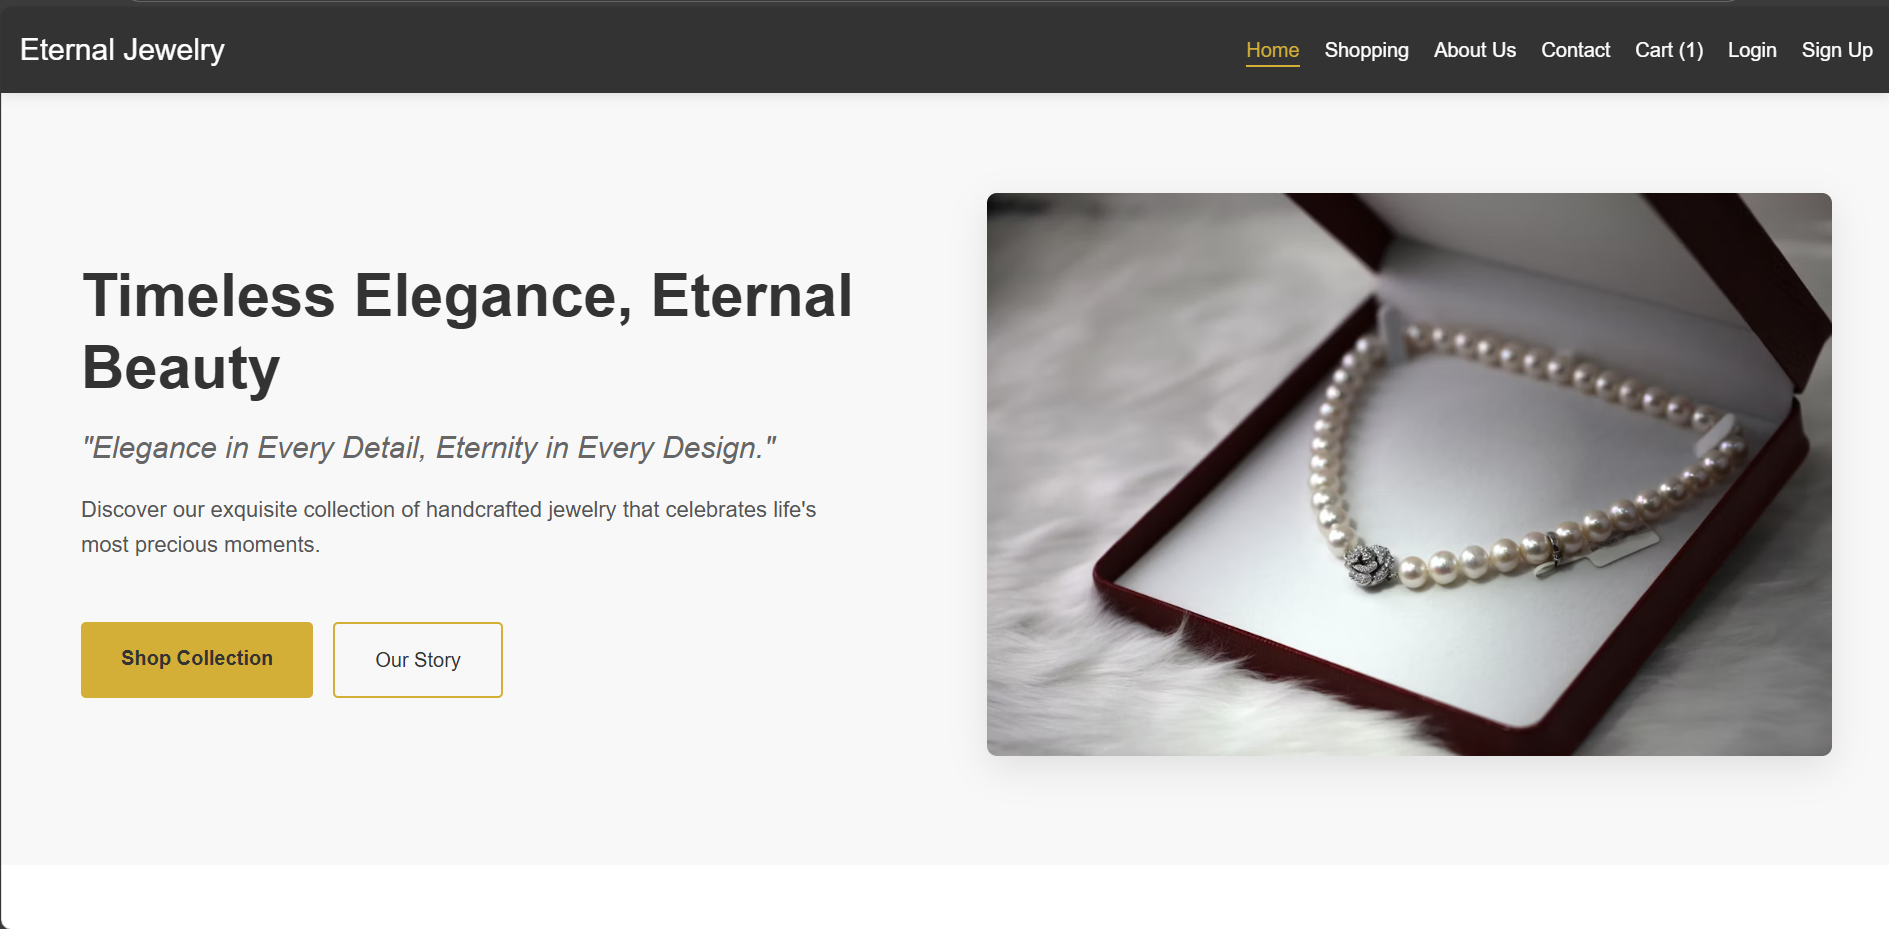 Eternal Jewelry
Home Shopping About Us Contact Cart (1) Login Sign Up
Timeless Elegance, Eternal
Beauty
"Elegance in Every Detail, Eternity in Every Design."
Discover our exquisite collection of handcrafted jewelry that celebrates life's
most precious moments.
Shop Collection
Our Story